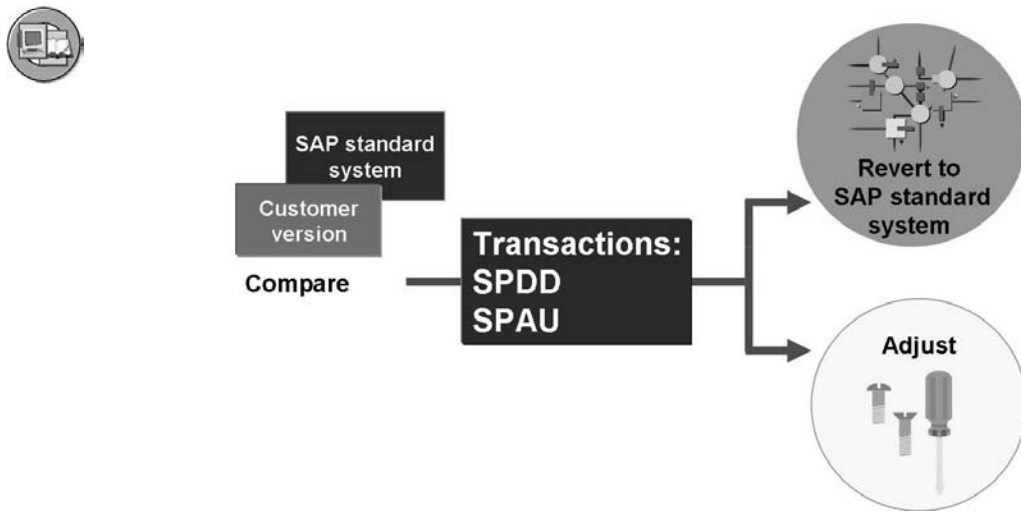 SAP standard
system
Customer
version
Compare
Transactions:
SPDD
SPAU
Revert to
SAP standard
system
Adjust